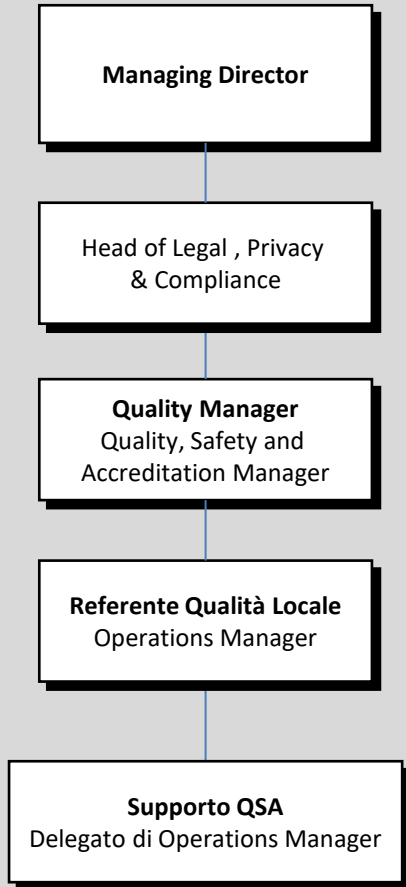 Managing Director
Head of Legal , Privacy
& Compliance
Quality Manager
Quality, Safety and
Accreditation Manager
Referente Qualità Locale
Operations Manager
Supporto QSA
Delegato di Operations Manager